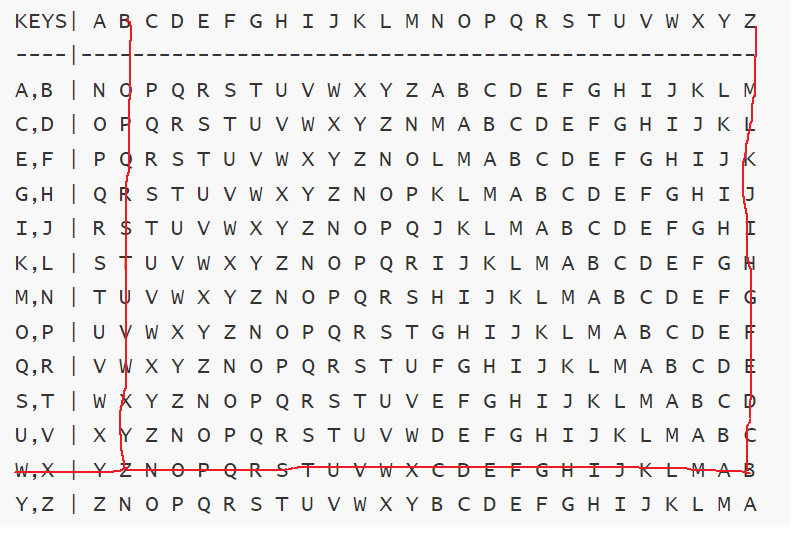 KEYS| A B C D E F G H I J K L M N O P Q R S T U V W X Y Z
----|----------------------------------------------------
A,B | N O P Q R S T U V W X Y Z A B C D E F G H I J K L M
C,D | O P Q R S T U V W X Y Z N M A B C D E F G H I J K L
E,F | P Q R S T U V W X Y Z N O L M A B C D E F G H I J K
G,H | Q R S T U V W X Y Z N O P K L M A B C D E F G H I J
I,J | R S T U V W X Y Z N O P Q J K L M A B C D E F G H I
K,L | S T U V W X Y Z N O P Q R I J K L M A B C D E F G H
M,N | T U V W X Y Z N O P Q R S H I J K L M A B C D E F G
O,P | U V W X Y Z N O P Q R S T G H I J K L M A B C D E F
Q,R | V W X Y Z N O P Q R S T U F G H I J K L M A B C D E
S,T | W X Y Z N O P Q R S T U V E F G H I J K L M A B C D
U,V | X Y Z N O P Q R S T U V W D E F G H I J K L M A B C
W,X | Y Z N O P Q R S T U V W X C D E F G H I J K L M A B
Y,Z | Z N O P Q R S T U V W X Y B C D E F G H I J K L M A